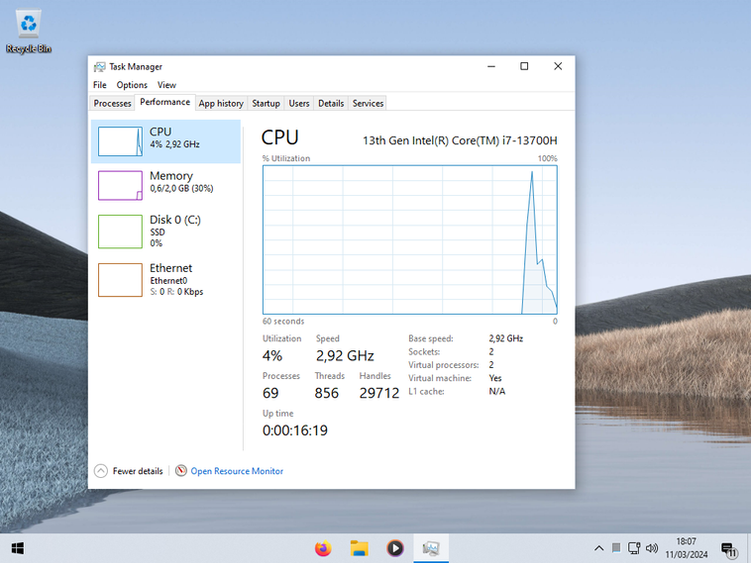 Recycle Bin
Task Manager
File Options View
Processes Performance App history Startup Users Details Services
CPU
4% 2,92 GHz
Memory
0,6/2,0 GB (30%)
Disk 0 (C:)
SSD
0%
Ethernet
Ethernet0
S: 0 R: 0 Kbps
CPU 13th Gen Intel(R) Core(TM) i7-13700H
% Utilization 100%
60 seconds 0
Utilization Speed
4% 2,92 GHz
Processes Threads Handles
69 856 29712
Up time
0:00:16:19
Base speed: 2,92 GHz
Sockets: 2
Virtual processors: 2
Virtual machine: Yes
L1 cache: N/A
Fewer details Open Resource Monitor
18:07
11/03/2024
11